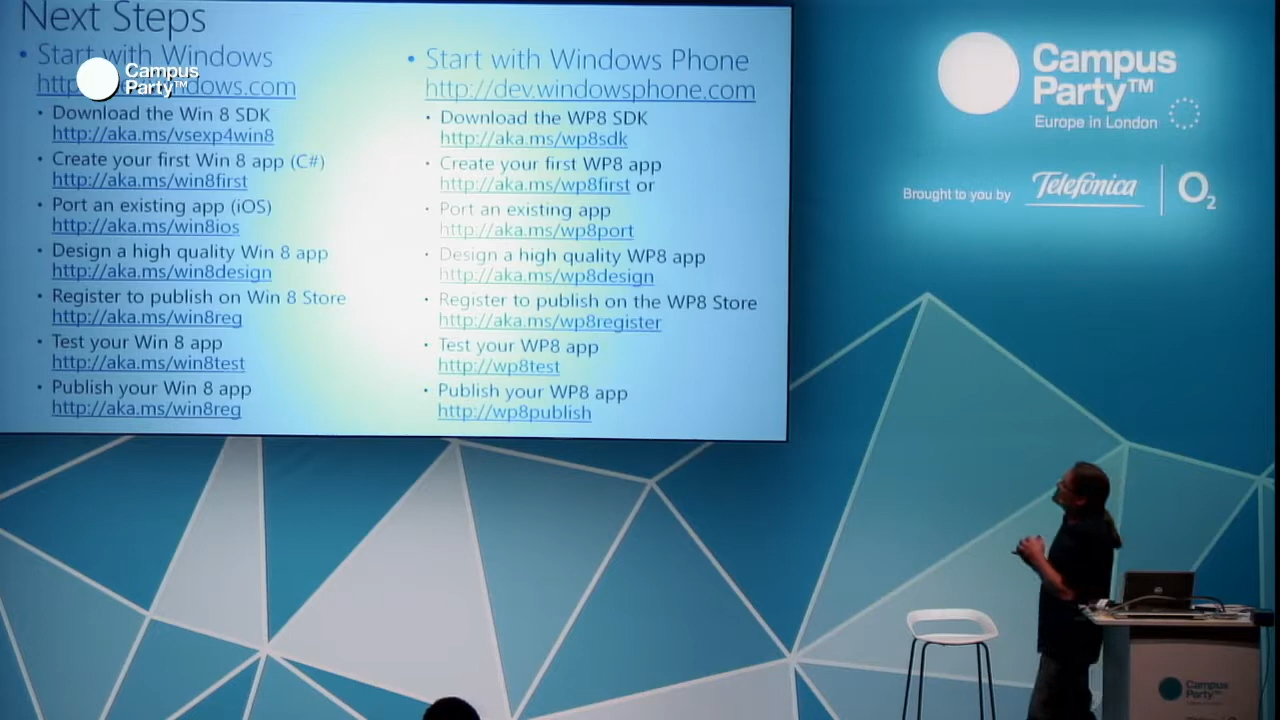 Next Steps
• Start with Windows
http://dev.windows.com
• Download the Win 8 SDK
http://aka.ms/vsexp4win8
• Create your first Win 8 app (C#)
http://aka.ms/win8first
• Port an existing app (iOS)
http://aka.ms/win8ios
• Design a high quality Win 8 app
http://aka.ms/win8design
• Register to publish on Win 8 Store
http://aka.ms/win8reg
• Test your Win 8 app
http://aka.ms/win8test
• Publish your Win 8 app
http://aka.ms/win8reg
• Start with Windows Phone
http://dev.windowsphone.com
• Download the WP8 SDK
http://aka.ms/wp8sdk
• Create your first WP8 app
http://aka.ms/wp8first or
• Port an existing app
http://aka.ms/wp8port
• Design a high quality WP8 app
http://aka.ms/wp8design
• Register to publish on the WP8 Store
http://aka.ms/wp8register
• Test your WP8 app
http://wp8test
• Publish your WP8 app
http://wp8publish
Campus
Party™
Campus
Party™
Europe in London
Brought to you by Telefónica O2
Campus
Party™